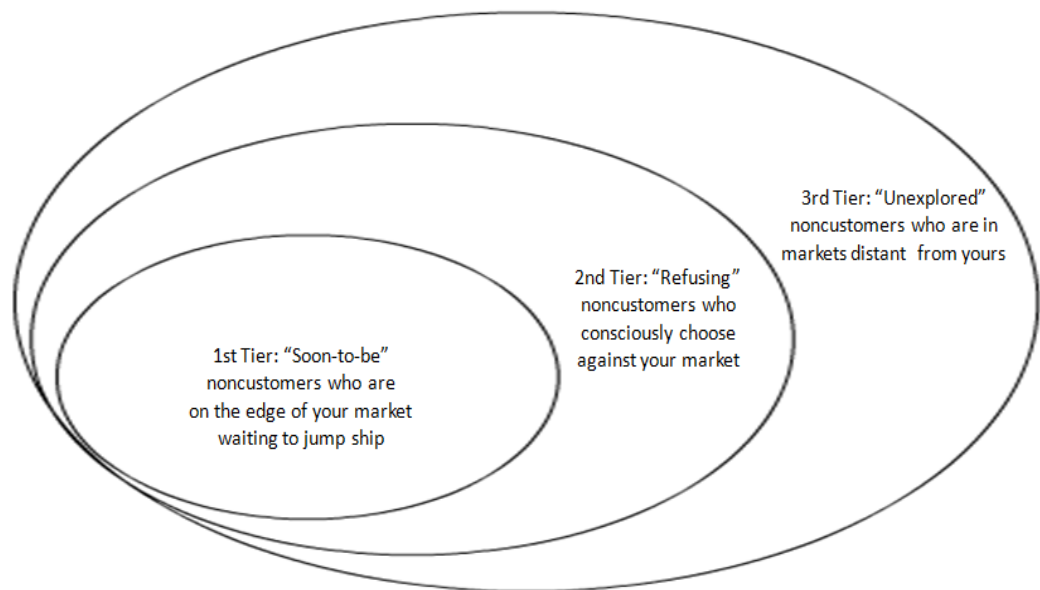 3rd Tier: “Unexplored”
noncustomers who are in
markets distant from yours
2nd Tier: “Refusing”
noncustomers who
consciously choose
against your market
1st Tier: “Soon-to-be”
noncustomers who are
on the edge of your market
waiting to jump ship